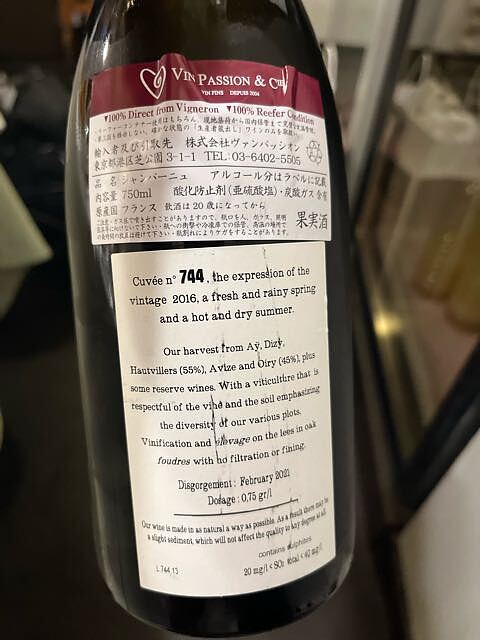 VIN PASSION & Cie
VIN FINS DEPUIS 2004
▼100% Direct from Vigneron ▼100% Reefer Condition
輸入者及び引取先 株式会社ヴァンパッシオン
東京都港区芝公園 3-1-1 TEL:03-6402-5505
品 名 シャンパーニュ アルコール分はラベルに記載
内容量 750ml 酸化防止剤(亜硫酸塩)・炭酸ガス含有
原産国 フランス 飲酒は20歳になってから
果実酒
Cuvée n° 744, the expression of the
vintage 2016, a fresh and rainy spring
and a hot and dry summer.
Our harvest from Aÿ, Dizy,
Hautvillers (55%), Avize and Oiry (45%), plus
some reserve wines. With a viticulture that is
respectful of the vine and the soil emphasizing
the diversity of our various plots.
Vinification and élevage on the lees in oak
foudres with no filtration or fining.
Disgorgement: February 2021
Dosage: 0,75 gr/l
Our wine is made in as natural a way as possible. As a result there may be
a slight sediment, which will not affect the quality to any degree at all.
contains sulphites
L 744 13
20 mg/l < SO₂ total < 40 mg/l